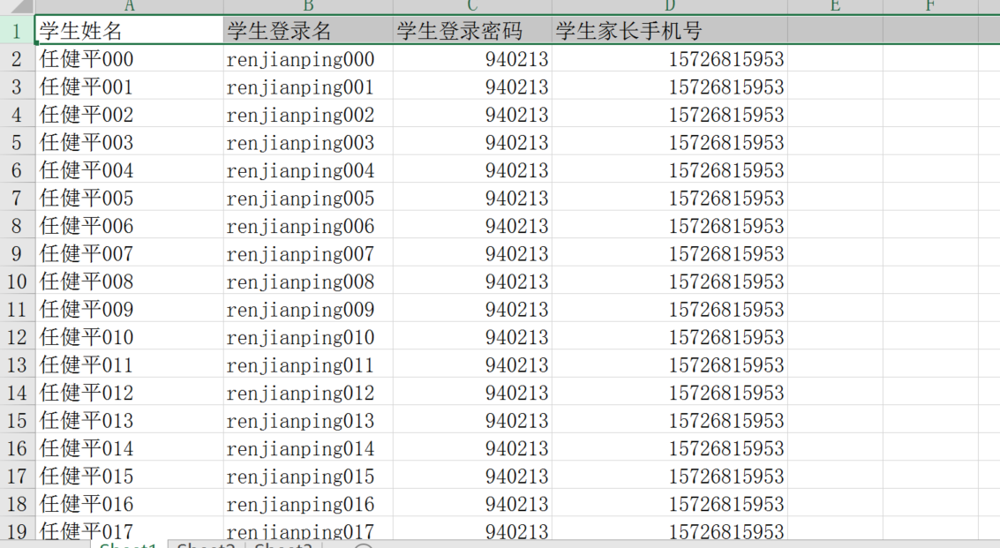 A B C D E F
1 学生姓名 学生登录名 学生登录密码 学生家长手机号
2 任健平000 renjianping000 940213 15726815953
3 任健平001 renjianping001 940213 15726815953
4 任健平002 renjianping002 940213 15726815953
5 任健平003 renjianping003 940213 15726815953
6 任健平004 renjianping004 940213 15726815953
7 任健平005 renjianping005 940213 15726815953
8 任健平006 renjianping006 940213 15726815953
9 任健平007 renjianping007 940213 15726815953
10 任健平008 renjianping008 940213 15726815953
11 任健平009 renjianping009 940213 15726815953
12 任健平010 renjianping010 940213 15726815953
13 任健平011 renjianping011 940213 15726815953
14 任健平012 renjianping012 940213 15726815953
15 任健平013 renjianping013 940213 15726815953
16 任健平014 renjianping014 940213 15726815953
17 任健平015 renjianping015 940213 15726815953
18 任健平016 renjianping016 940213 15726815953
19 任健平017 renjianping017 940213 15726815953
Sheet1 Sheet2 Sheet3